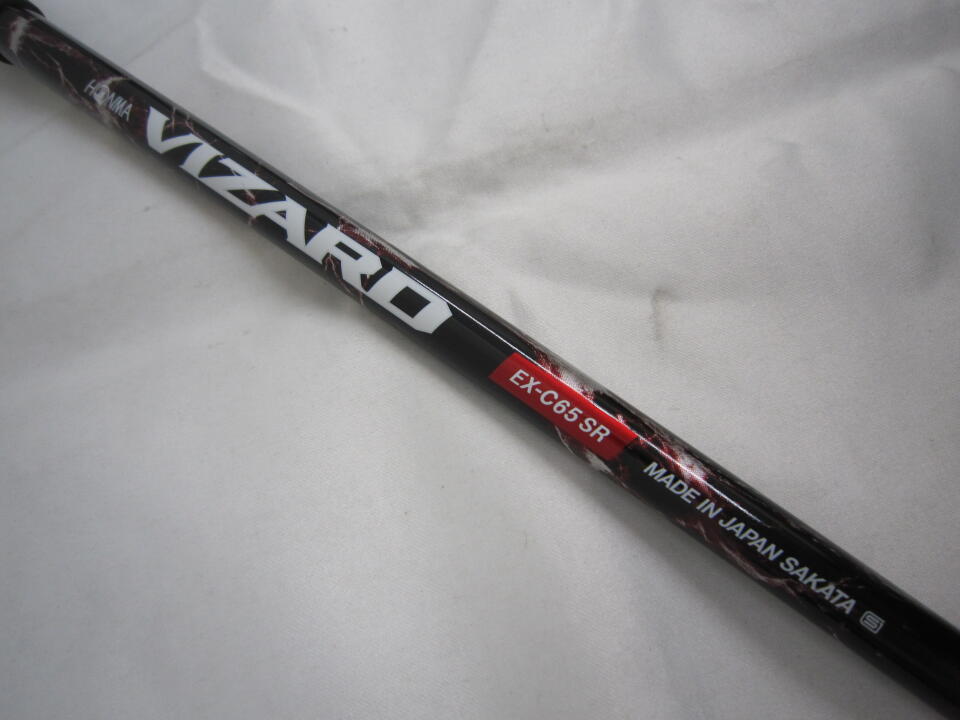 HONMA
VIZARD
EX-C65 SR
MADE IN JAPAN SAKATA S